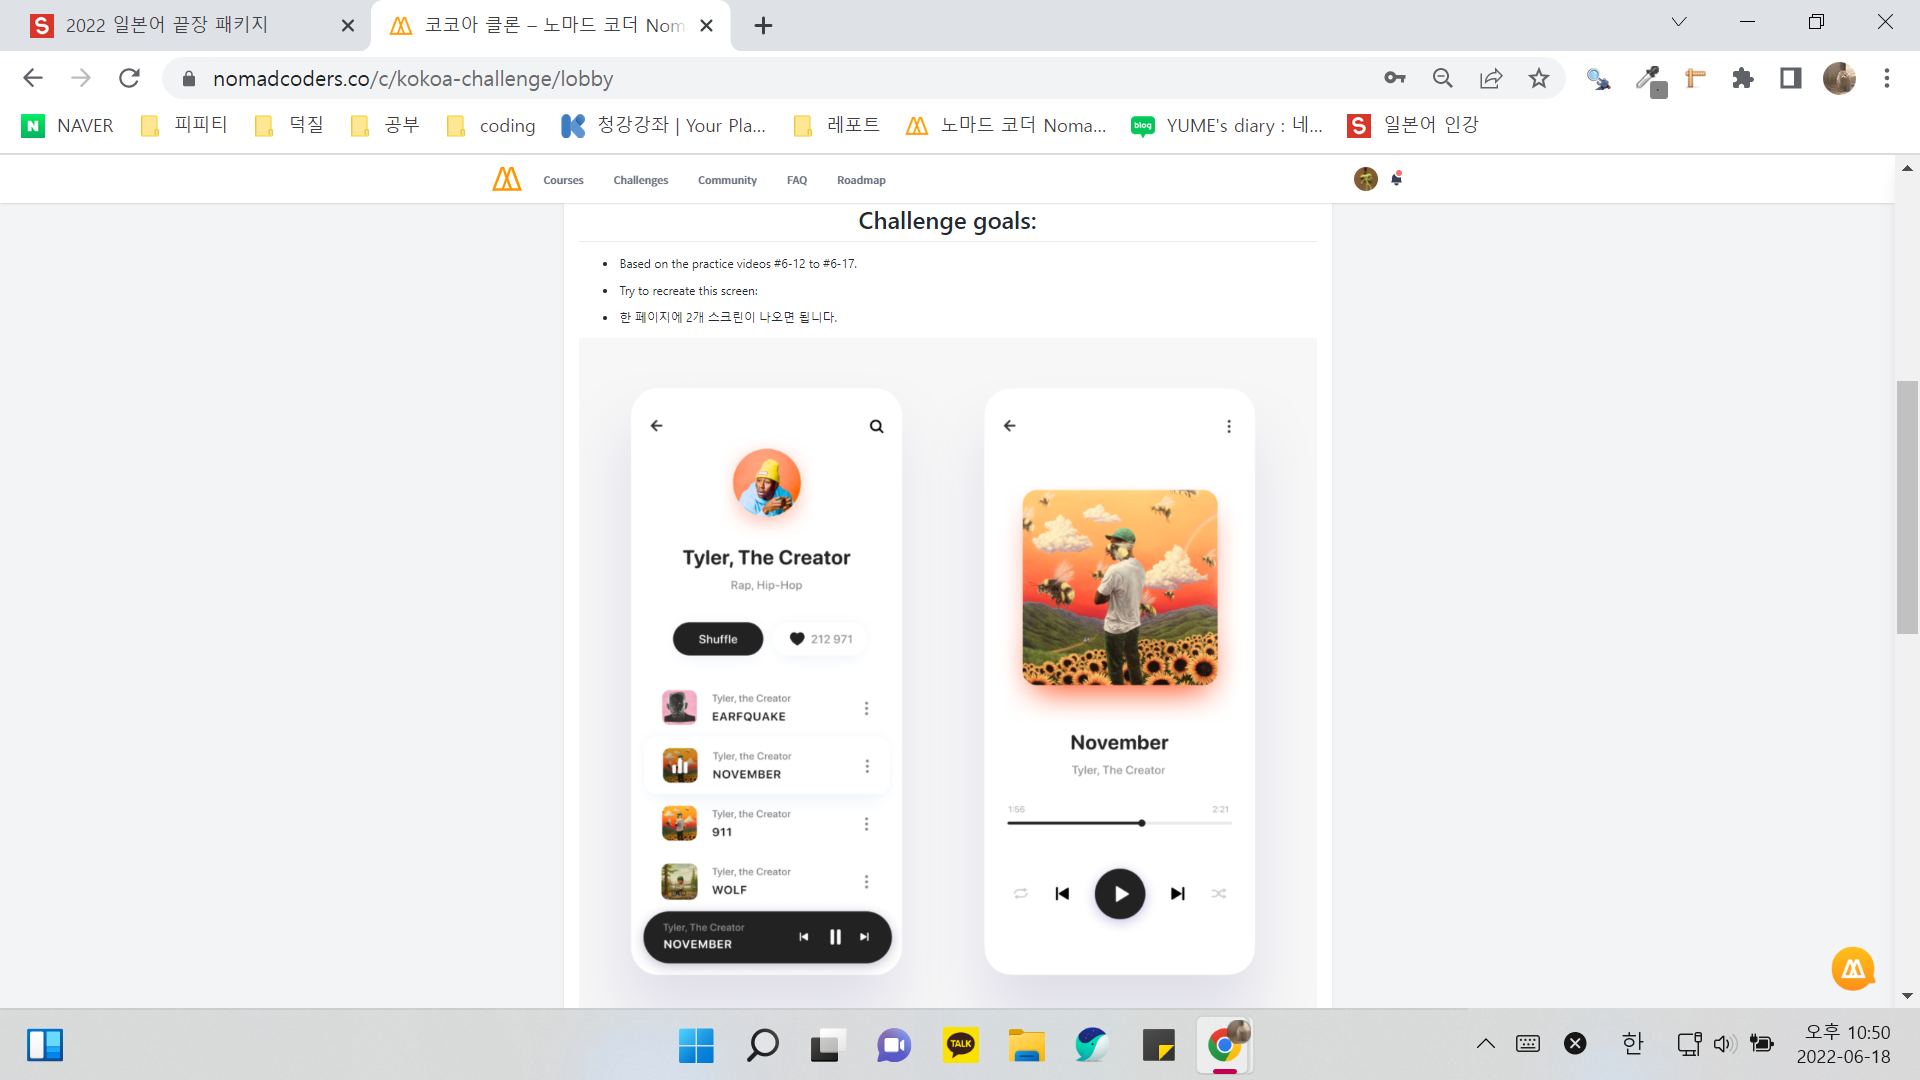 2022 일본어 끝장 패키지
코코아 클론 – 노마드 코더 Nom
nomadcoders.co/c/kokoa-challenge/lobby
NAVER
피피티
덕질
공부
coding
청강강좌 | Your Pla...
레포트
노마드 코더 Noma...
YUME's diary : 네...
일본어 인강
Courses
Challenges
Community
FAQ
Roadmap
Challenge goals:
Based on the practice videos #6-12 to #6-17.
Try to recreate this screen:
한 페이지에 2개 스크린이 나오면 됩니다.
Tyler, The Creator
Rap, Hip-Hop
Shuffle
212 971
Tyler, the Creator
EARFQUAKE
Tyler, the Creator
NOVEMBER
Tyler, the Creator
911
Tyler, the Creator
WOLF
Tyler, The Creator
NOVEMBER
November
Tyler, The Creator
1:56
2:21
TALK
한
오후 10:50
2022-06-18